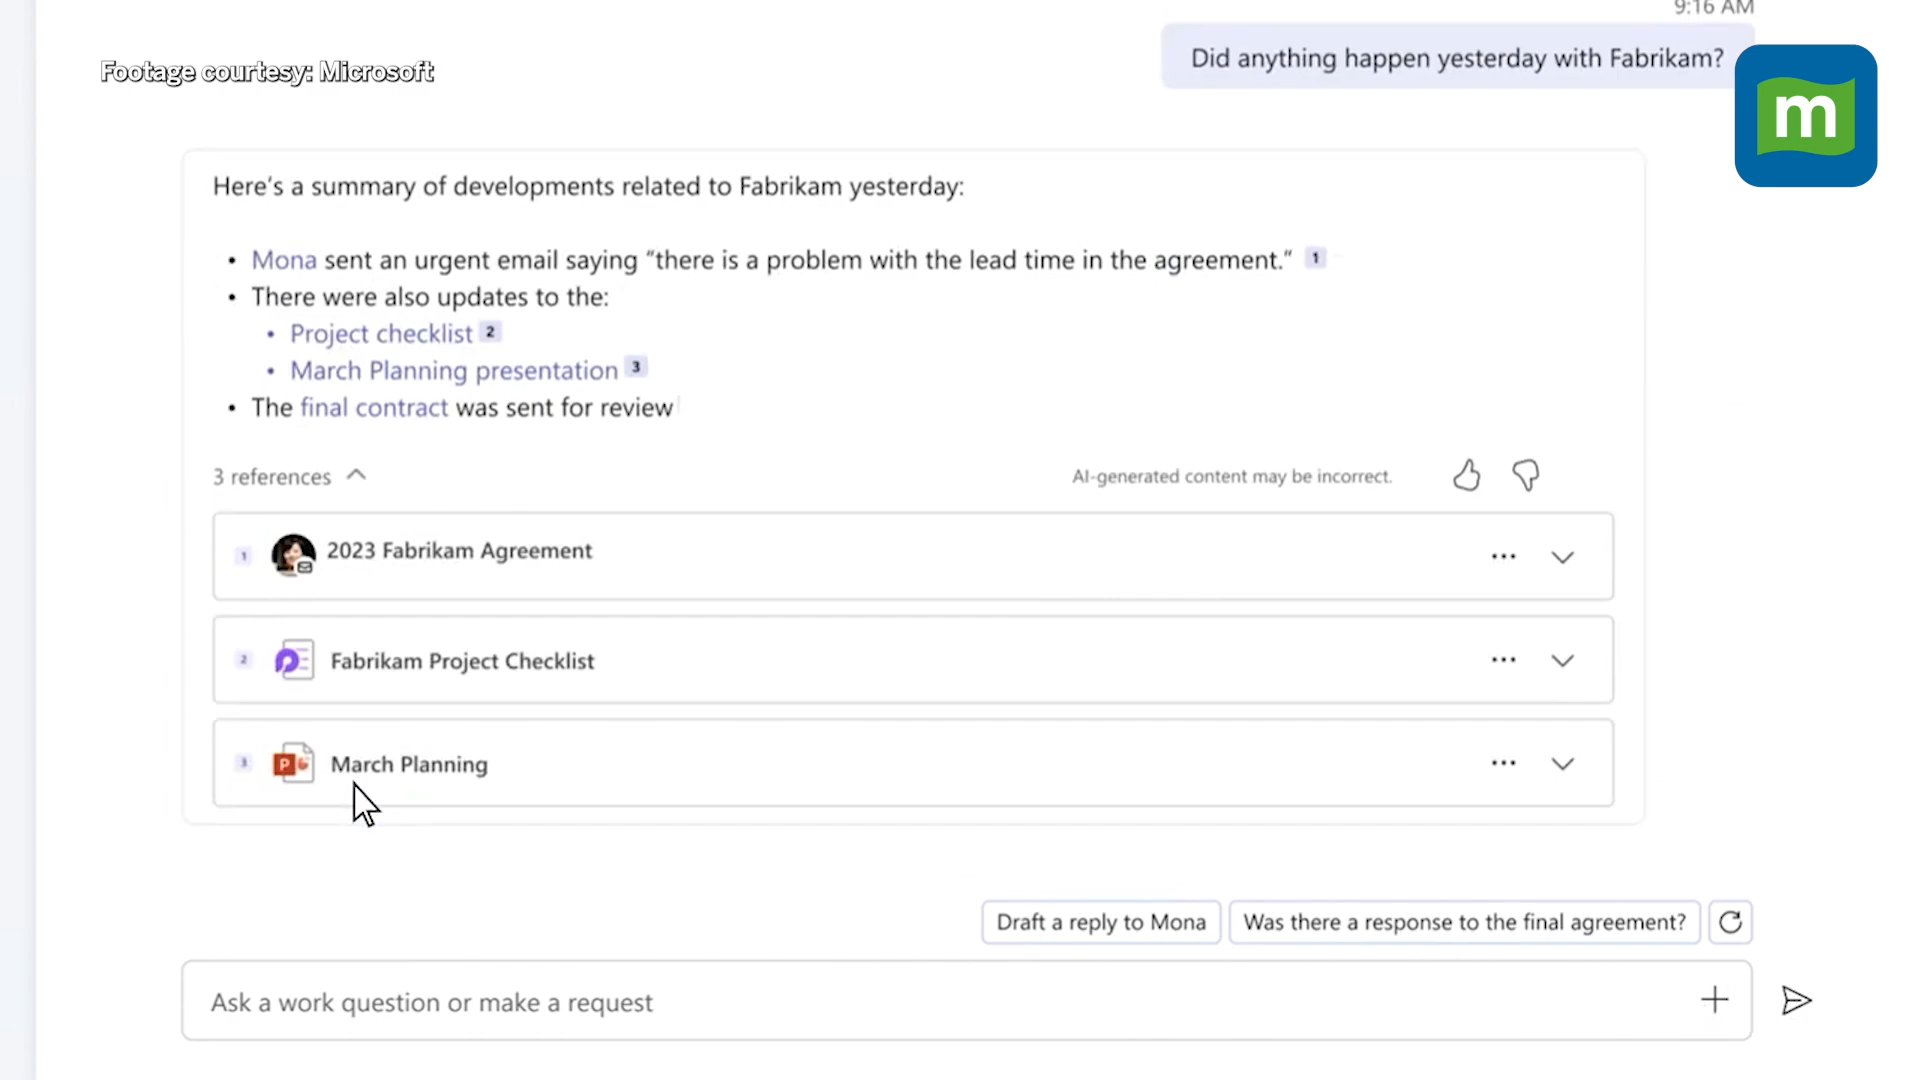 9:16 AM
Footage courtesy: Microsoft
Did anything happen yesterday with Fabrikam?
m
Here's a summary of developments related to Fabrikam yesterday:
• Mona sent an urgent email saying “there is a problem with the lead time in the agreement.” 1
• There were also updates to the:
• Project checklist 2
• March Planning presentation 3
• The final contract was sent for review
3 references
AI-generated content may be incorrect.
1 2023 Fabrikam Agreement
2 Fabrikam Project Checklist
3 P March Planning
Draft a reply to Mona
Was there a response to the final agreement?
Ask a work question or make a request